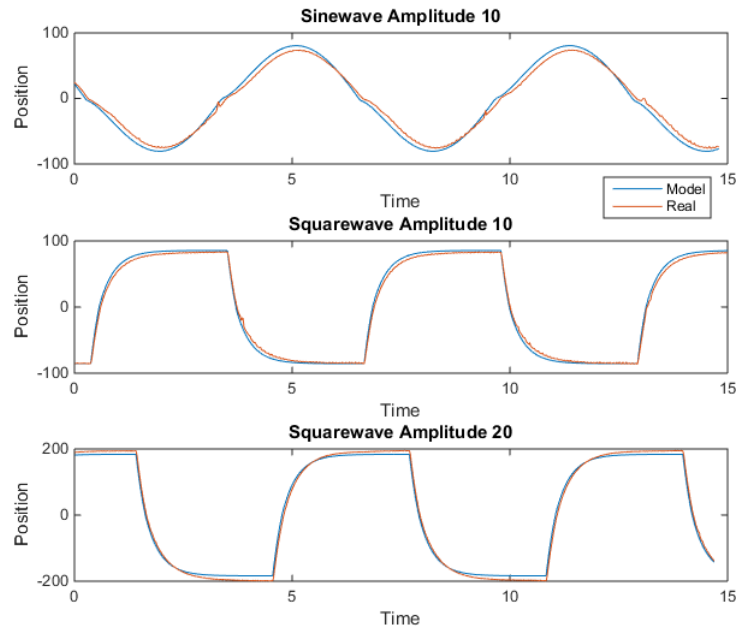 Sinewave Amplitude 10
100
0
-100
Position
0 5 10 15
Time
Model
Real
Squarewave Amplitude 10
100
0
-100
Position
0 5 10 15
Time
Squarewave Amplitude 20
200
0
-200
Position
0 5 10 15
Time